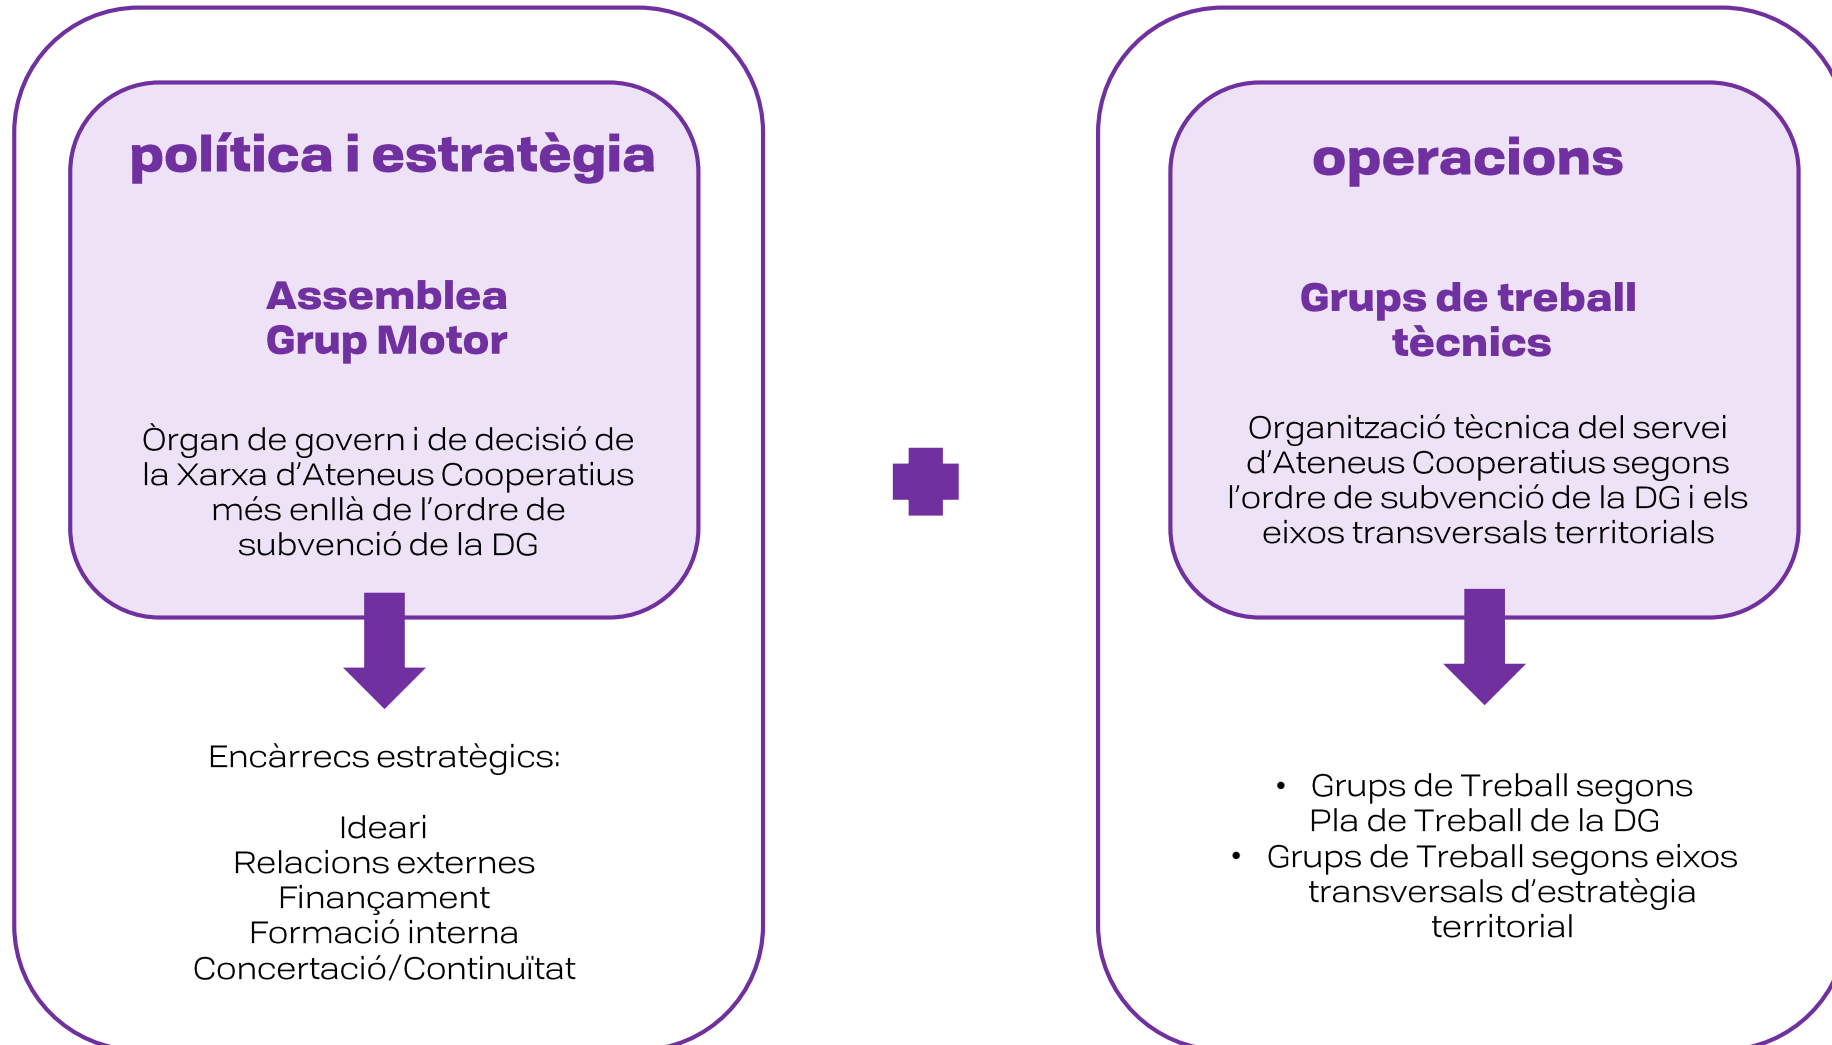 política i estratègia
Assemblea
Grup Motor
Òrgan de govern i de decisió de
la Xarxa d'Ateneus Cooperatius
més enllà de l'ordre de
subvenció de la DG
Encàrrecs estratègics:
Ideari
Relacions externes
Finançament
Formació interna
Concertació/Continuïtat
operacions
Grups de treball
tècnics
Organització tècnica del servei
d'Ateneus Cooperatius segons
l'ordre de subvenció de la DG i els
eixos transversals territorials
• Grups de Treball segons
Pla de Treball de la DG
• Grups de Treball segons eixos
transversals d'estratègia
territorial